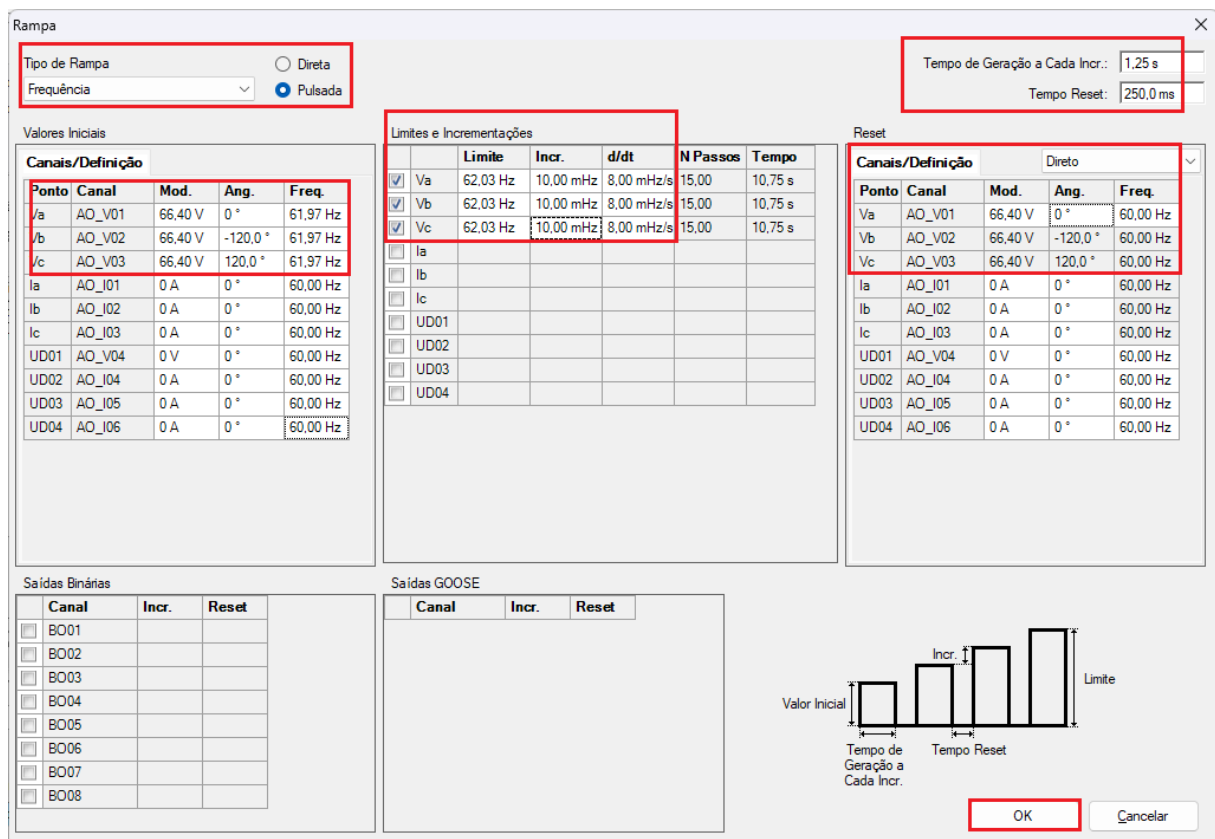 Rampa
Tipo de Rampa
Direta
Frequência
Pulsada
Tempo de Geração a Cada Incr.: 1,25 s
Tempo Reset: 250,0 ms
Valores Iniciais
Canais/Definição
Ponto Canal Mod. Ang. Freq.
Va AO_V01 66,40 V 0 ° 61,97 Hz
Vb AO_V02 66,40 V -120,0 ° 61,97 Hz
Vc AO_V03 66,40 V 120,0 ° 61,97 Hz
Ia AO_I01 0 A 0 ° 60,00 Hz
Ib AO_I02 0 A 0 ° 60,00 Hz
Ic AO_I03 0 A 0 ° 60,00 Hz
UD01 AO_V04 0 V 0 ° 60,00 Hz
UD02 AO_I04 0 A 0 ° 60,00 Hz
UD03 AO_I05 0 A 0 ° 60,00 Hz
UD04 AO_I06 0 A 0 ° 60,00 Hz
Limites e Incrementações
Limite Incr. d/dt N Passos Tempo
Va 62,03 Hz 10,00 mHz 8,00 mHz/s 15,00 10,75 s
Vb 62,03 Hz 10,00 mHz 8,00 mHz/s 15,00 10,75 s
Vc 62,03 Hz 10,00 mHz 8,00 mHz/s 15,00 10,75 s
Ia
Ib
Ic
UD01
UD02
UD03
UD04
Reset
Canais/Definição Direto
Ponto Canal Mod. Ang. Freq.
Va AO_V01 66,40 V 0 ° 60,00 Hz
Vb AO_V02 66,40 V -120,0 ° 60,00 Hz
Vc AO_V03 66,40 V 120,0 ° 60,00 Hz
Ia AO_I01 0 A 0 ° 60,00 Hz
Ib AO_I02 0 A 0 ° 60,00 Hz
Ic AO_I03 0 A 0 ° 60,00 Hz
UD01 AO_V04 0 V 0 ° 60,00 Hz
UD02 AO_I04 0 A 0 ° 60,00 Hz
UD03 AO_I05 0 A 0 ° 60,00 Hz
UD04 AO_I06 0 A 0 ° 60,00 Hz
Saídas Binárias
Canal Incr. Reset
BO01
BO02
BO03
BO04
BO05
BO06
BO07
BO08
Saídas GOOSE
Canal Incr. Reset
Incr.
Limite
Valor Inicial
Tempo de
Geração a
Cada Incr.
Tempo Reset
OK
Cancelar